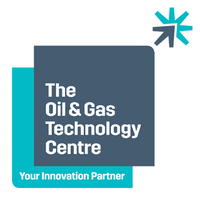 The
Oil & Gas
Technology
Centre
Your Innovation Partner